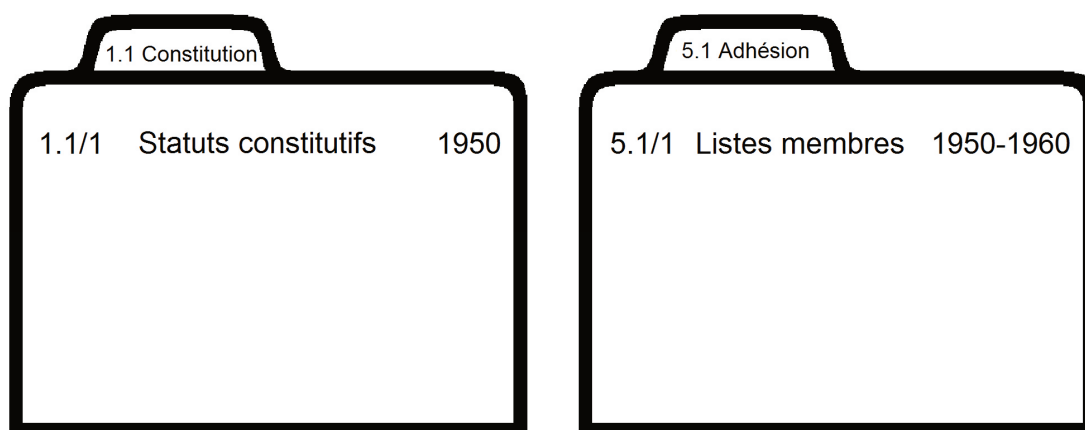 1.1 Constitution
1.1/1 Statuts constitutifs 1950
5.1 Adhésion
5.1/1 Listes membres 1950-1960